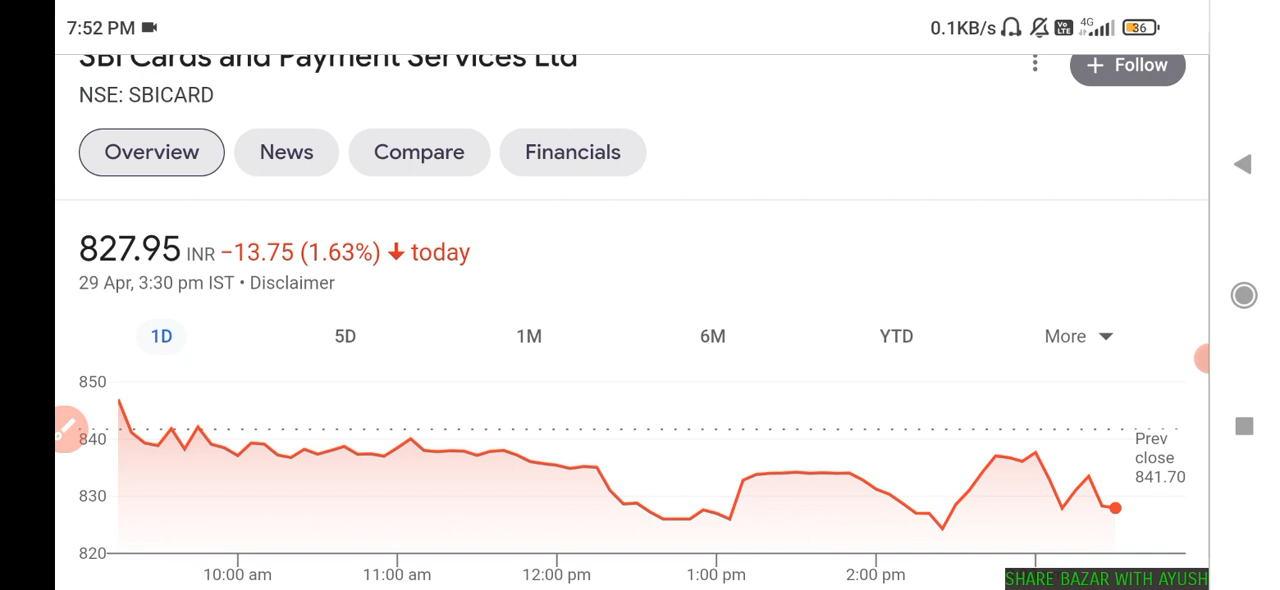 7:52 PM 0.1KB/s Vo LTE 4G 36
SBI Cards and Payment Services Ltd
+ Follow
NSE: SBICARD
Overview News Compare Financials
827.95 INR −13.75 (1.63%) today
29 Apr, 3:30 pm IST • Disclaimer
1D 5D 1M 6M YTD More
850
840
830
820
Prev
close
841.70
10:00 am 11:00 am 12:00 pm 1:00 pm 2:00 pm
SHARE BAZAR WITH AYUSH